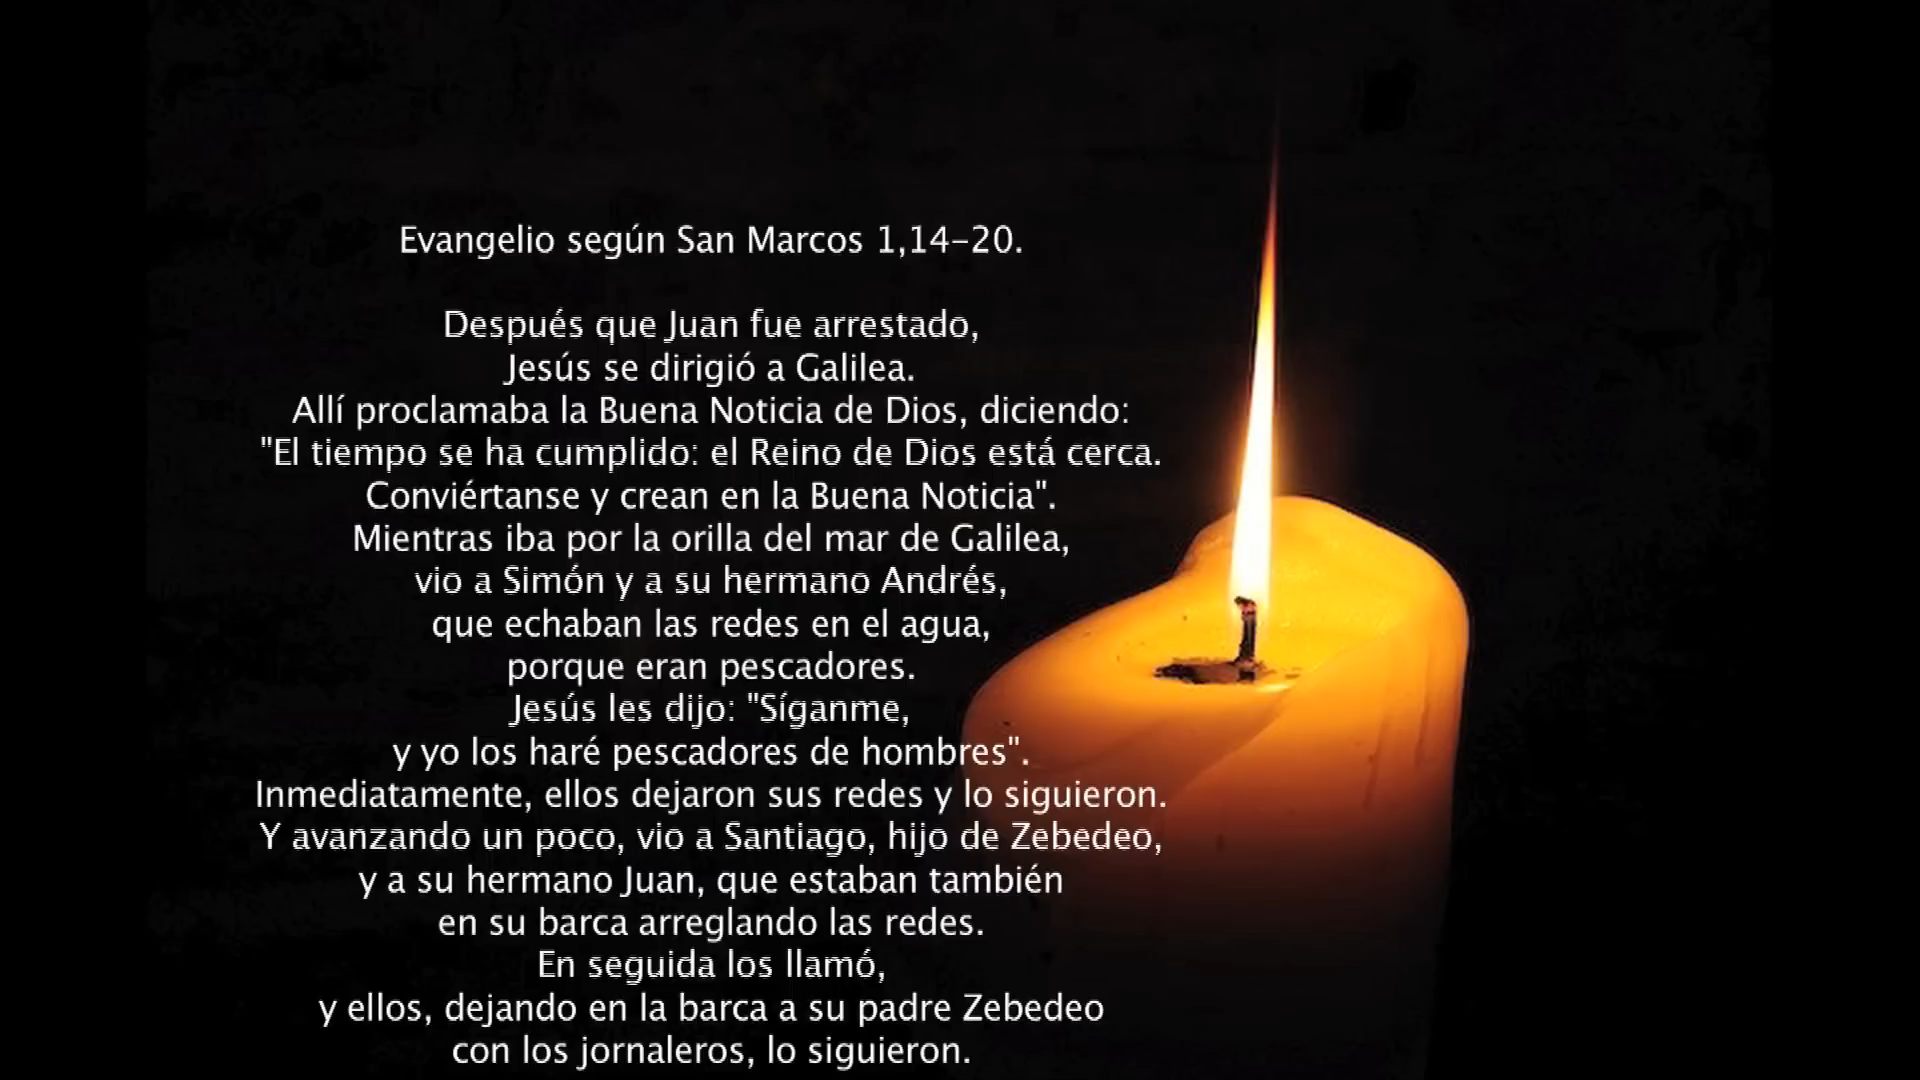 Evangelio según San Marcos 1,14-20.
Después que Juan fue arrestado,
Jesús se dirigió a Galilea.
Allí proclamaba la Buena Noticia de Dios, diciendo:
"El tiempo se ha cumplido: el Reino de Dios está cerca.
Conviértanse y crean en la Buena Noticia".
Mientras iba por la orilla del mar de Galilea,
vio a Simón y a su hermano Andrés,
que echaban las redes en el agua,
porque eran pescadores.
Jesús les dijo: "Síganme,
y yo los haré pescadores de hombres".
Inmediatamente, ellos dejaron sus redes y lo siguieron.
Y avanzando un poco, vio a Santiago, hijo de Zebedeo,
y a su hermano Juan, que estaban también
en su barca arreglando las redes.
En seguida los llamó,
y ellos, dejando en la barca a su padre Zebedeo
con los jornaleros, lo siguieron.